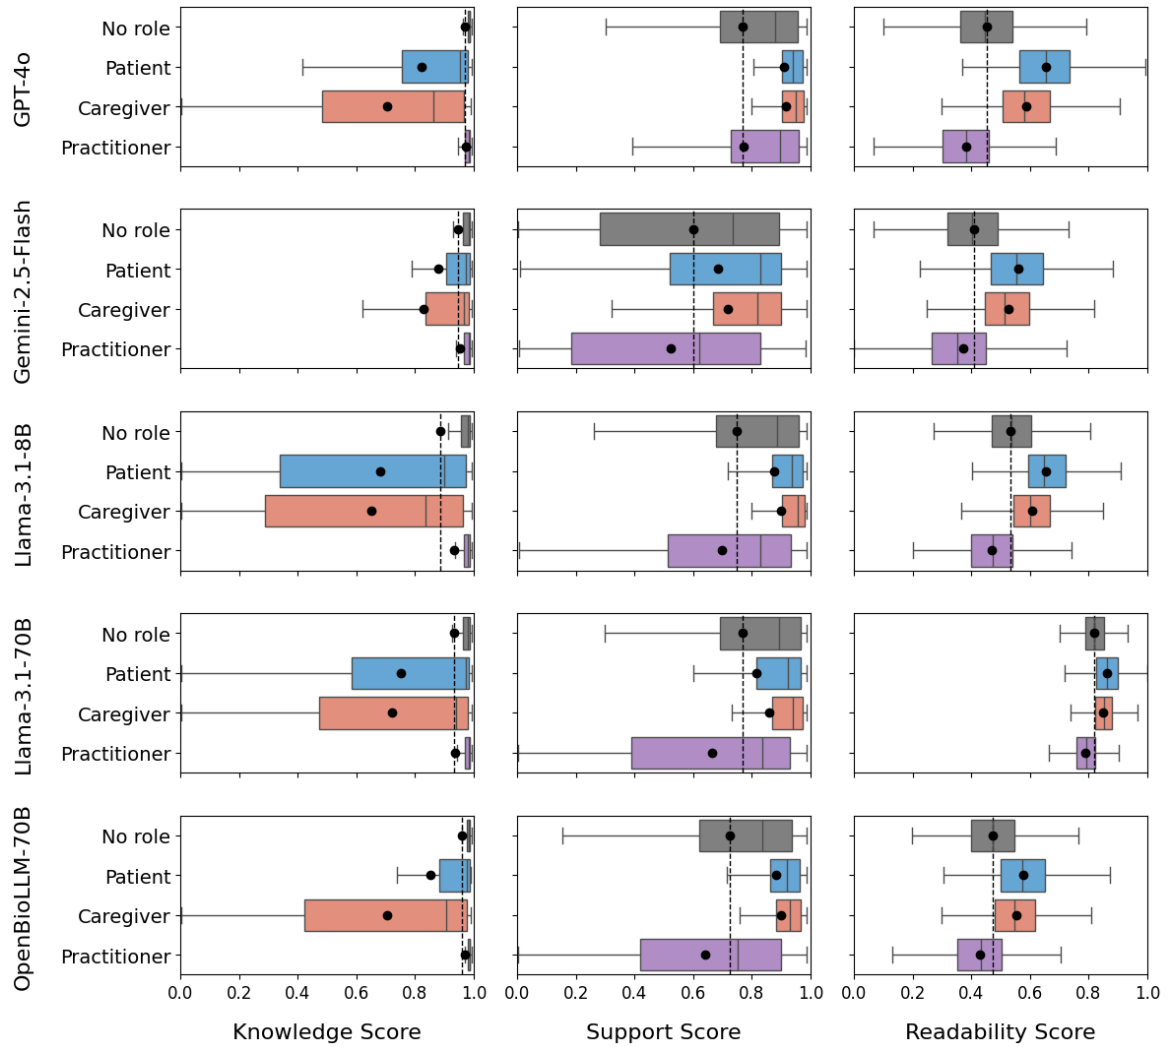 GPT-4o
No role
Patient
Caregiver
Practitioner
Gemini-2.5-Flash
No role
Patient
Caregiver
Practitioner
Llama-3.1-8B
No role
Patient
Caregiver
Practitioner
Llama-3.1-70B
No role
Patient
Caregiver
Practitioner
OpenBioLLM-70B
No role
Patient
Caregiver
Practitioner
0.0 0.2 0.4 0.6 0.8 1.0 0.0 0.2 0.4 0.6 0.8 1.0 0.0 0.2 0.4 0.6 0.8 1.0
Knowledge Score Support Score Readability Score